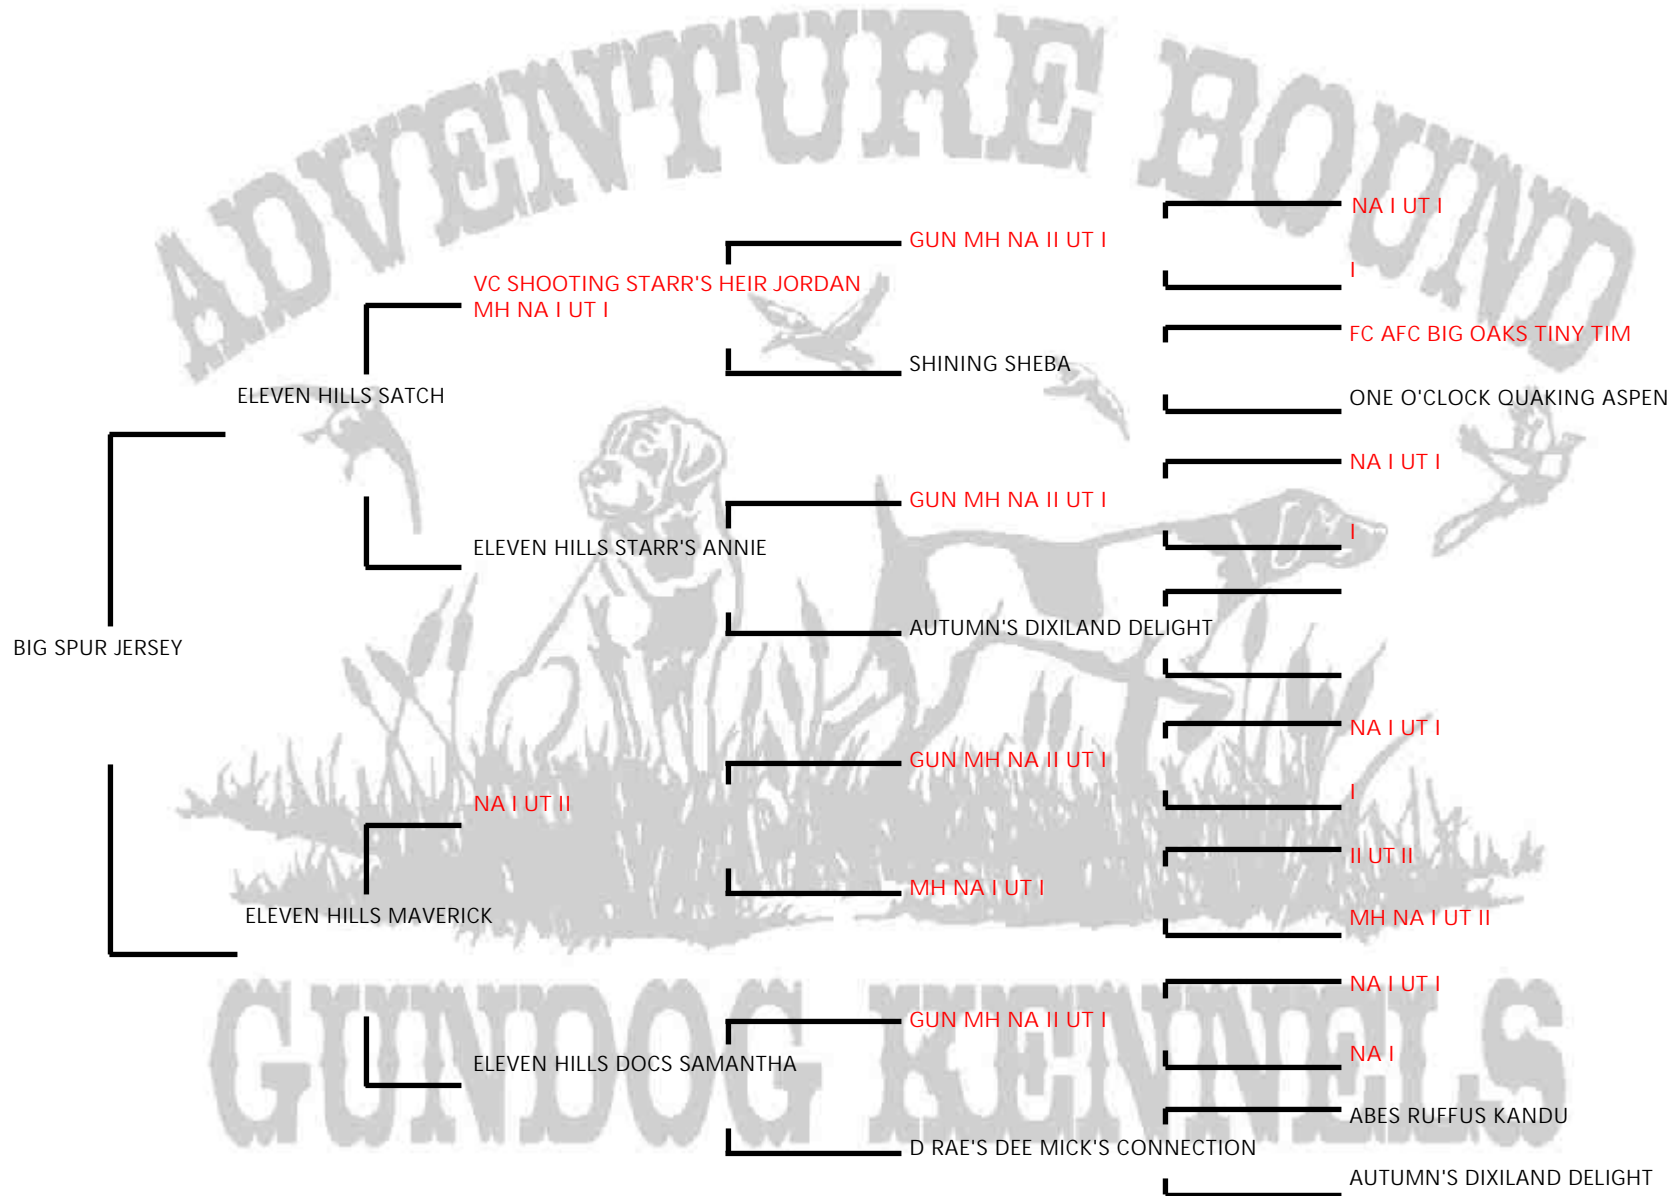 ADVENTURE BOUND
NA I UT I
GUN MH NA II UT I
I
VC SHOOTING STARR'S HEIR JORDAN
MH NA I UT I
FC AFC BIG OAKS TINY TIM
SHINING SHEBA
ELEVEN HILLS SATCH
ONE O'CLOCK QUAKING ASPEN
NA I UT I
GUN MH NA II UT I
I
ELEVEN HILLS STARR'S ANNIE
AUTUMN'S DIXILAND DELIGHT
BIG SPUR JERSEY
NA I UT I
GUN MH NA II UT I
I
NA I UT II
II UT II
MH NA I UT I
ELEVEN HILLS MAVERICK
MH NA I UT II
NA I UT I
GUN MH NA II UT I
NA I
ELEVEN HILLS DOCS SAMANTHA
GUNDOG KENNELS
ABES RUFFUS KANDU
D RAE'S DEE MICK'S CONNECTION
AUTUMN'S DIXILAND DELIGHT